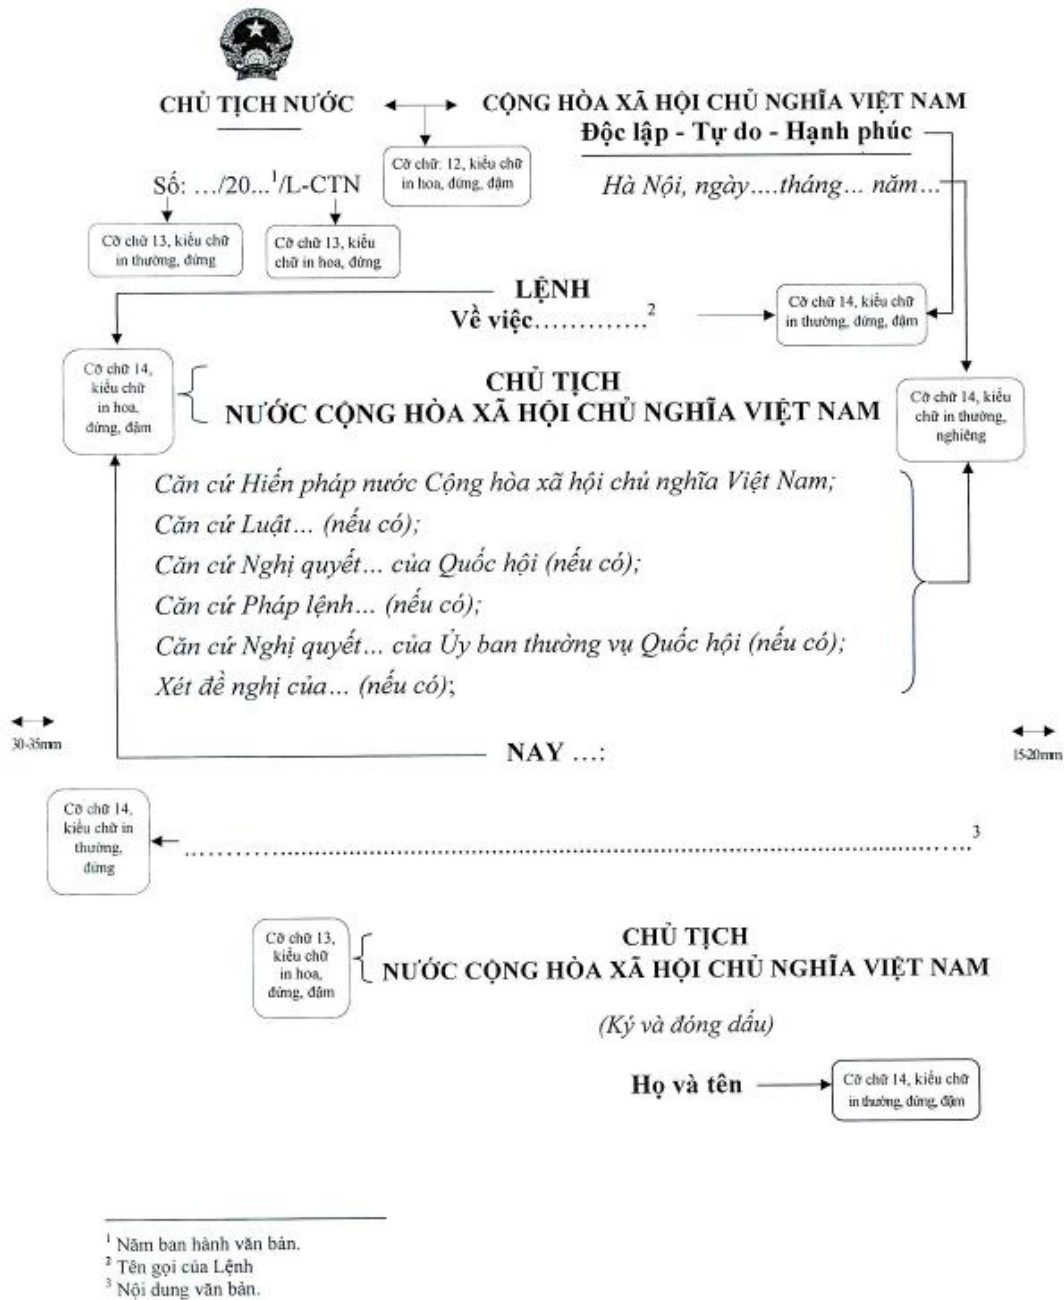 CHỦ TỊCH NƯỚC
CỘNG HÒA XÃ HỘI CHỦ NGHĨA VIỆT NAM
Độc lập - Tự do - Hạnh phúc
Cỡ chữ: 12, kiểu chữ
in hoa, đứng, đậm
Số: .../20...¹/L-CTN
Hà Nội, ngày....tháng... năm...
Cỡ chữ 13, kiểu chữ
in thường, đứng
Cỡ chữ 13, kiểu
chữ in hoa, đứng
LỆNH
Về việc.............²
Cỡ chữ 14, kiểu chữ
in thường, đứng, đậm
Cỡ chữ 14,
kiểu chữ
in hoa,
đứng, đậm
CHỦ TỊCH
NƯỚC CỘNG HÒA XÃ HỘI CHỦ NGHĨA VIỆT NAM
Cỡ chữ 14, kiểu
chữ in thường,
nghiêng
Căn cứ Hiến pháp nước Cộng hòa xã hội chủ nghĩa Việt Nam;
Căn cứ Luật... (nếu có);
Căn cứ Nghị quyết... của Quốc hội (nếu có);
Căn cứ Pháp lệnh... (nếu có);
Căn cứ Nghị quyết... của Ủy ban thường vụ Quốc hội (nếu có);
Xét đề nghị của... (nếu có);
30-35mm
15-20mm
NAY ...:
Cỡ chữ 14,
kiểu chữ in
thường,
đứng
...............................................................................................³
Cỡ chữ 13,
kiểu chữ
in hoa,
đứng, đậm
CHỦ TỊCH
NƯỚC CỘNG HÒA XÃ HỘI CHỦ NGHĨA VIỆT NAM
(Ký và đóng dấu)
Họ và tên
Cỡ chữ 14, kiểu chữ
in thường, đứng, đậm
¹ Năm ban hành văn bản.
² Tên gọi của Lệnh
³ Nội dung văn bản.